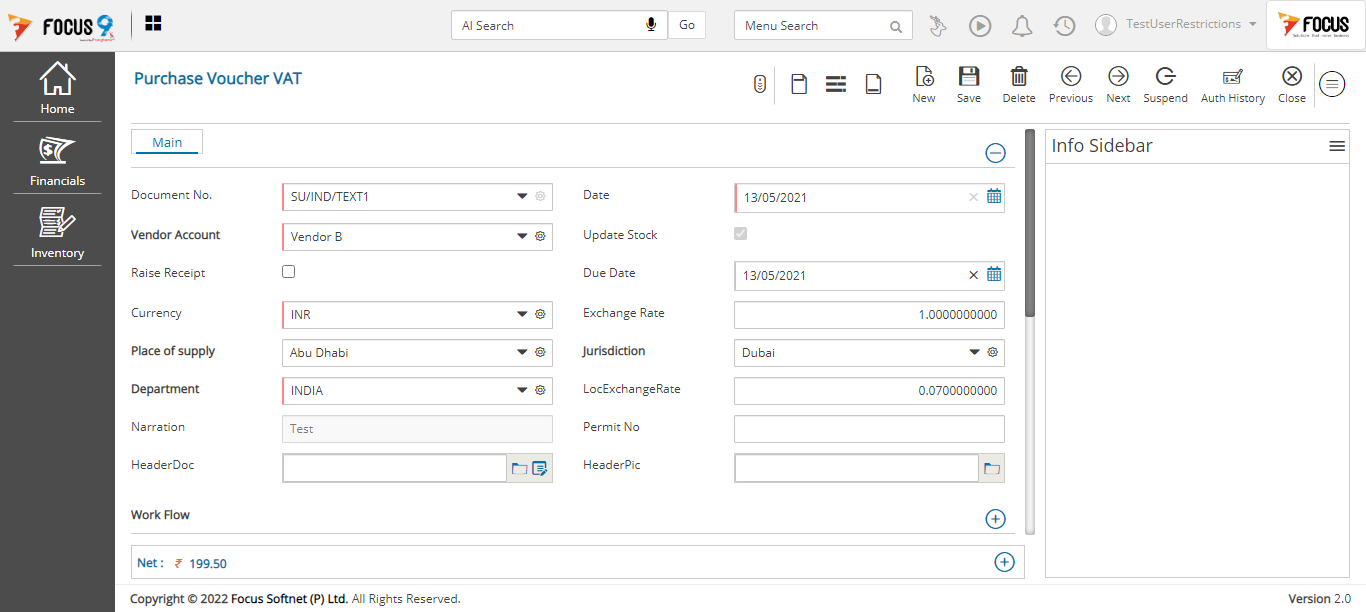 FOCUS 9
AI Search
Go
Menu Search
TestUserRestrictions
FOCUS
Home
Financials
Inventory
Purchase Voucher VAT
New
Save
Delete
Previous
Next
Suspend
Auth History
Close
Main
Document No.
SU/IND/TEXT1
Date
13/05/2021
Vendor Account
Vendor B
Update Stock
Raise Receipt
Due Date
13/05/2021
Currency
INR
Exchange Rate
1.0000000000
Place of supply
Abu Dhabi
Jurisdiction
Dubai
Department
INDIA
LocExchangeRate
0.0700000000
Narration
Test
Permit No
HeaderDoc
HeaderPic
Work Flow
Net : ₹ 199.50
Info Sidebar
Copyright © 2022 Focus Softnet (P) Ltd. All Rights Reserved.
Version 2.0